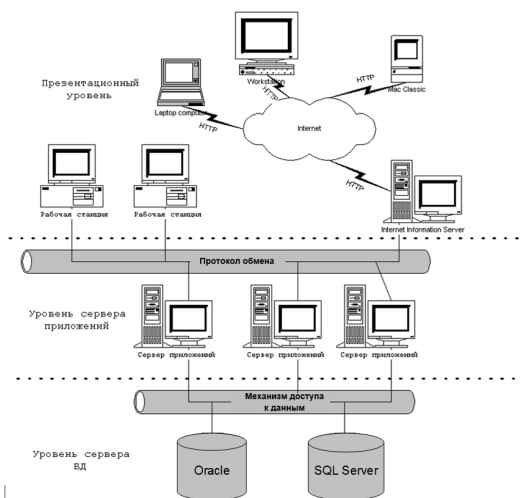 Workstation
Презентационный
уровень
HTTP
HTTP
Mac Classic
Laptop computer
HTTP
Internet
HTTP
Рабочая станция
Рабочая станция
Internet Information Server
Протокол обмена
Уровень сервера
приложений
Сервер приложений
Сервер приложений
Сервер приложений
Механизм доступа
к данным
Уровень сервера
БД
Oracle
SQL Server